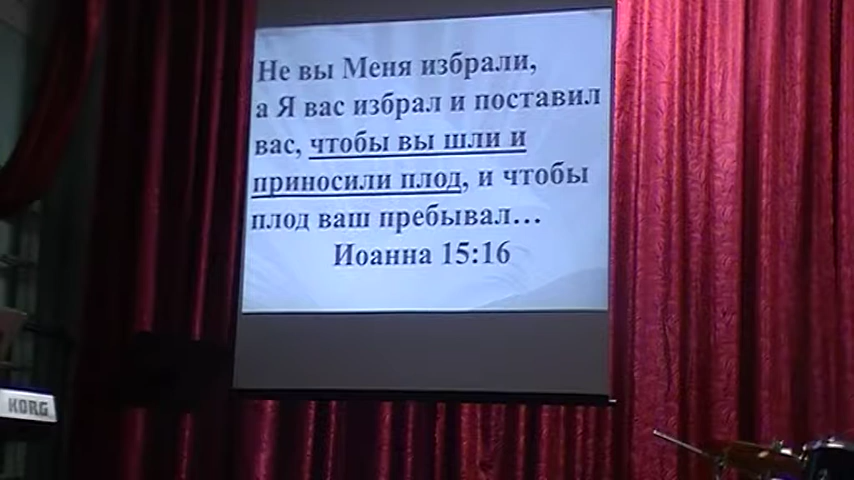 Не вы Меня избрали,
а Я вас избрал и поставил
вас, чтобы вы шли и
приносили плод, и чтобы
плод ваш пребывал...
Иоанна 15:16
KORG